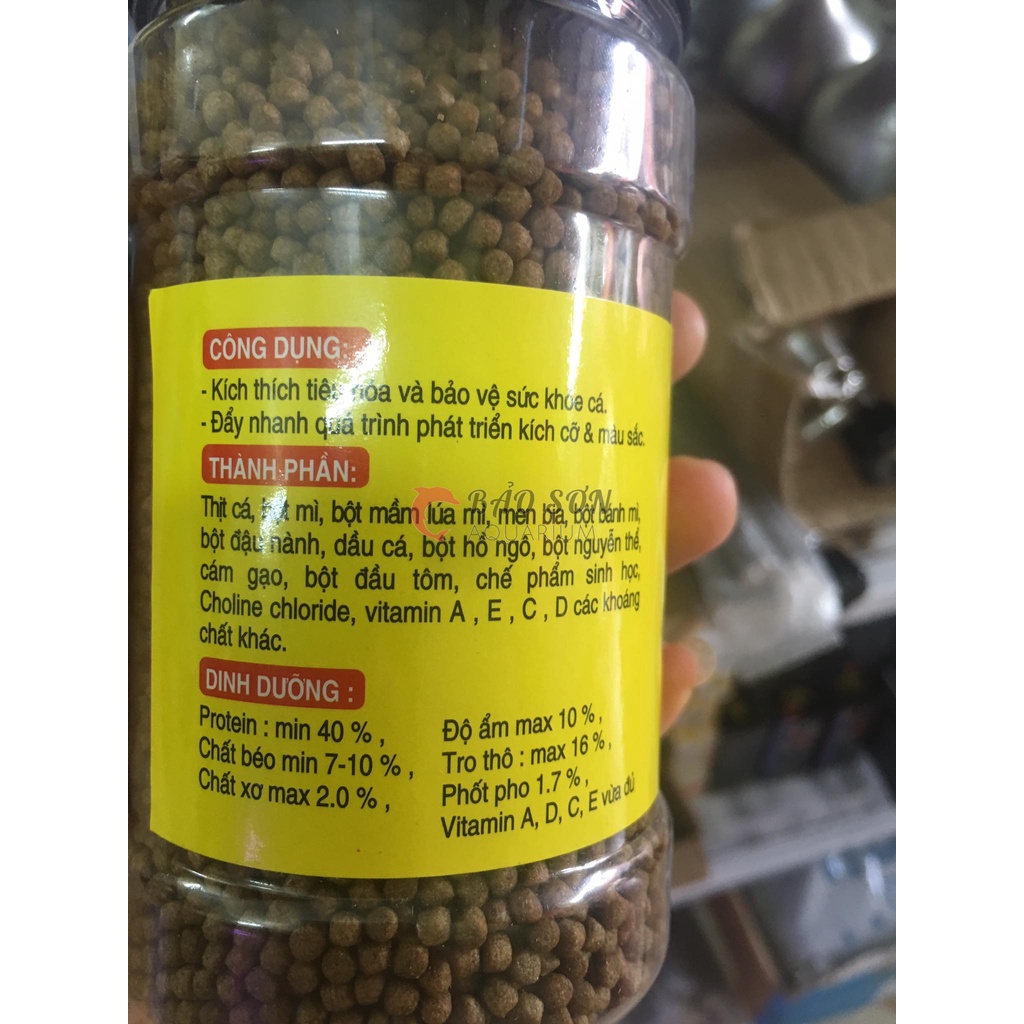 CÔNG DỤNG:
- Kích thích tiêu hóa và bảo vệ sức khỏe cá.
- Đẩy nhanh quá trình phát triển kích cỡ & màu sắc.
THÀNH PHẦN:
Thịt cá, bột mì, bột mầm lúa mì, men bia, bột bánh mì,
bột đậu nành, dầu cá, bột hồ ngô, bột nguyễn thể,
cám gạo, bột đầu tôm, chế phẩm sinh học,
Choline chloride, vitamin A , E , C , D các khoáng
chất khác.
BẢO SƠN
AQUARIUM
DINH DƯỠNG :
Protein : min 40 % ,
Chất béo min 7-10 % ,
Chất xơ max 2.0 % ,
Độ ẩm max 10 % ,
Tro thô : max 16 % ,
Phốt pho 1.7 % ,
Vitamin A, D, C, E vừa đủ